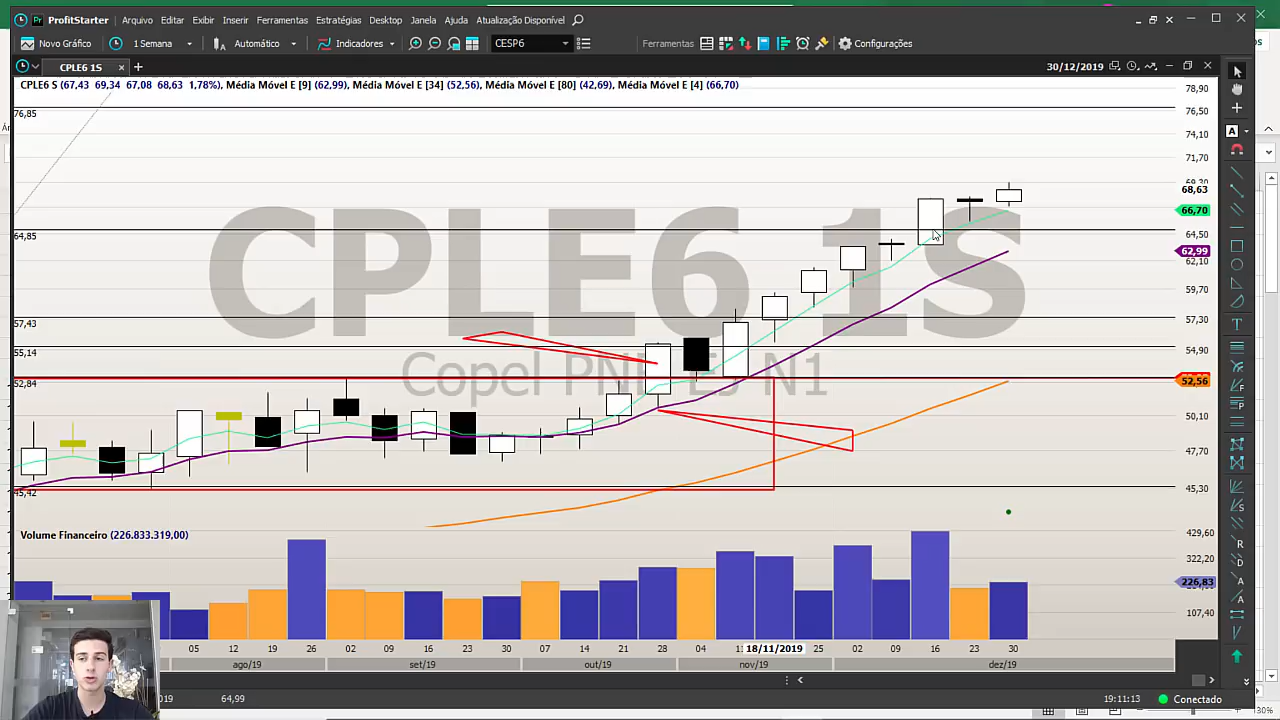 ProfitStarter Arquivo Editar Exibir Inserir Ferramentas Estratégias Desktop Janela Ajuda Atualização Disponível
Novo Gráfico 1 Semana Automático Indicadores CESP6 Ferramentas Configurações
CPLE6 1S 30/12/2019
CPLE6 S (67,43 69,34 67,08 68,63 1,78%), Média Móvel E [9] (62,99), Média Móvel E [34] (52,56), Média Móvel E [80] (42,69), Média Móvel E [4] (66,70)
78,90
76,85
76,50
74,10
71,70
69,30
68,63
66,70
64,85
64,50
62,99
62,10
59,70
57,43
57,30
55,14
54,90
52,84
52,56
50,10
47,70
45,42
45,30
CPLE6 1S
Copel PNB EJ N1
Volume Financeiro (226.833.319,00)
429,60
322,20
226,83
107,40
05 12 19 26 02 09 16 23 30 07 14 21 28 04 11 18/11/2019 25 02 09 16 23 30
ago/19 set/19 out/19 nov/19 dez/19
2019 64,99 19:11:13 Conectado
30%